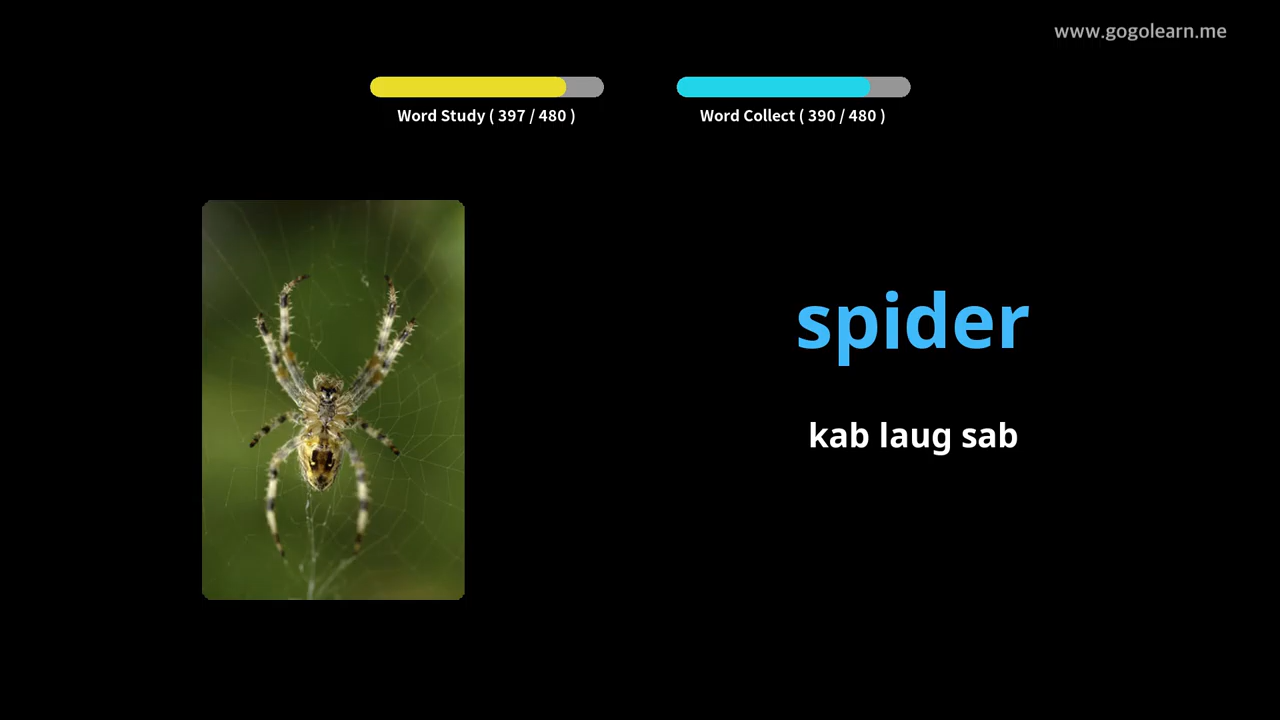 www.gogolearn.me
Word Study ( 397 / 480 )
Word Collect ( 390 / 480 )
spider
kab laug sab